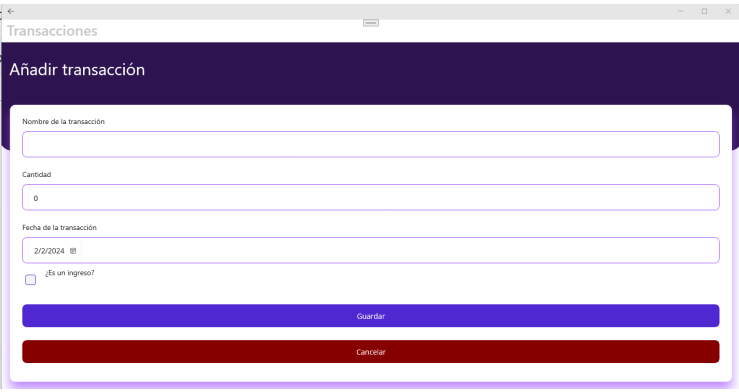 Transacciones
Añadir transacción
Nombre de la transacción
Cantidad
0
Fecha de la transacción
2/2/2024
¿Es un ingreso?
Guardar
Cancelar